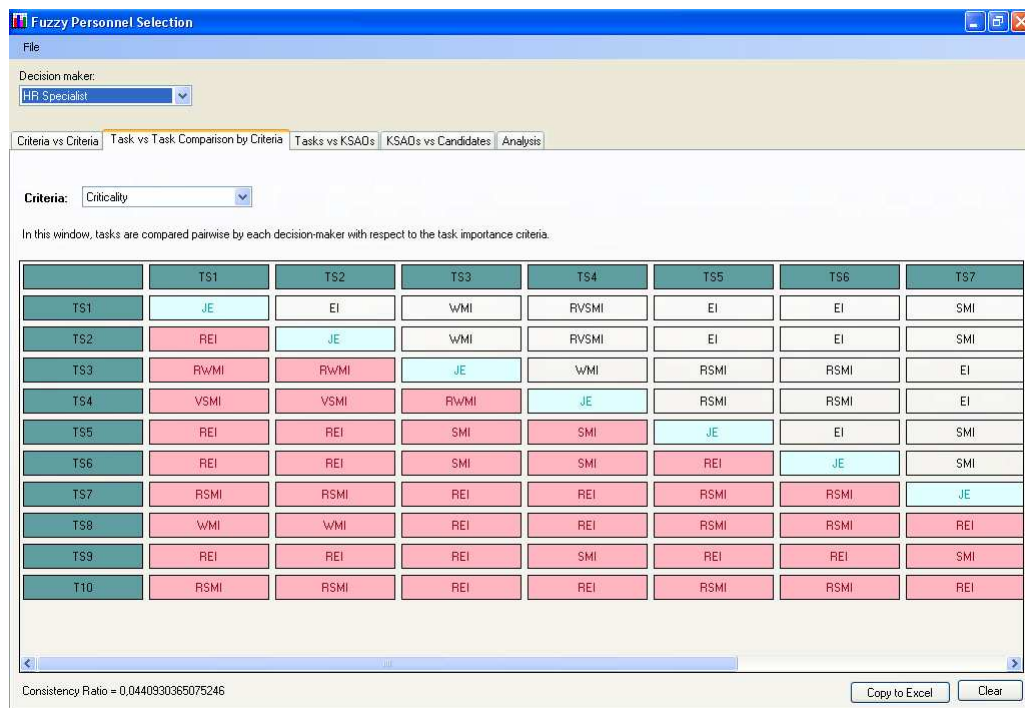 Fuzzy Personnel Selection
File
Decision maker:
HR Specialist
Criteria vs Criteria Task vs Task Comparison by Criteria Tasks vs KSAOs KSAOs vs Candidates Analysis
Criteria: Criticality
In this window, tasks are compared pairwise by each decision-maker with respect to the task importance criteria.
TS1 TS2 TS3 TS4 TS5 TS6 TS7
TS1 JE EI WMI RVSMI EI EI SMI
TS2 REI JE WMI RVSMI EI EI SMI
TS3 RWMI RWMI JE WMI RSMI RSMI EI
TS4 VSMI VSMI RWMI JE RSMI RSMI EI
TS5 REI REI SMI SMI JE EI SMI
TS6 REI REI SMI SMI REI JE SMI
TS7 RSMI RSMI REI REI RSMI RSMI JE
TS8 WMI WMI REI REI RSMI RSMI REI
TS9 REI REI REI SMI REI REI SMI
T10 RSMI RSMI REI REI RSMI RSMI REI
Consistency Ratio = 0,0440930365075246
Copy to Excel Clear